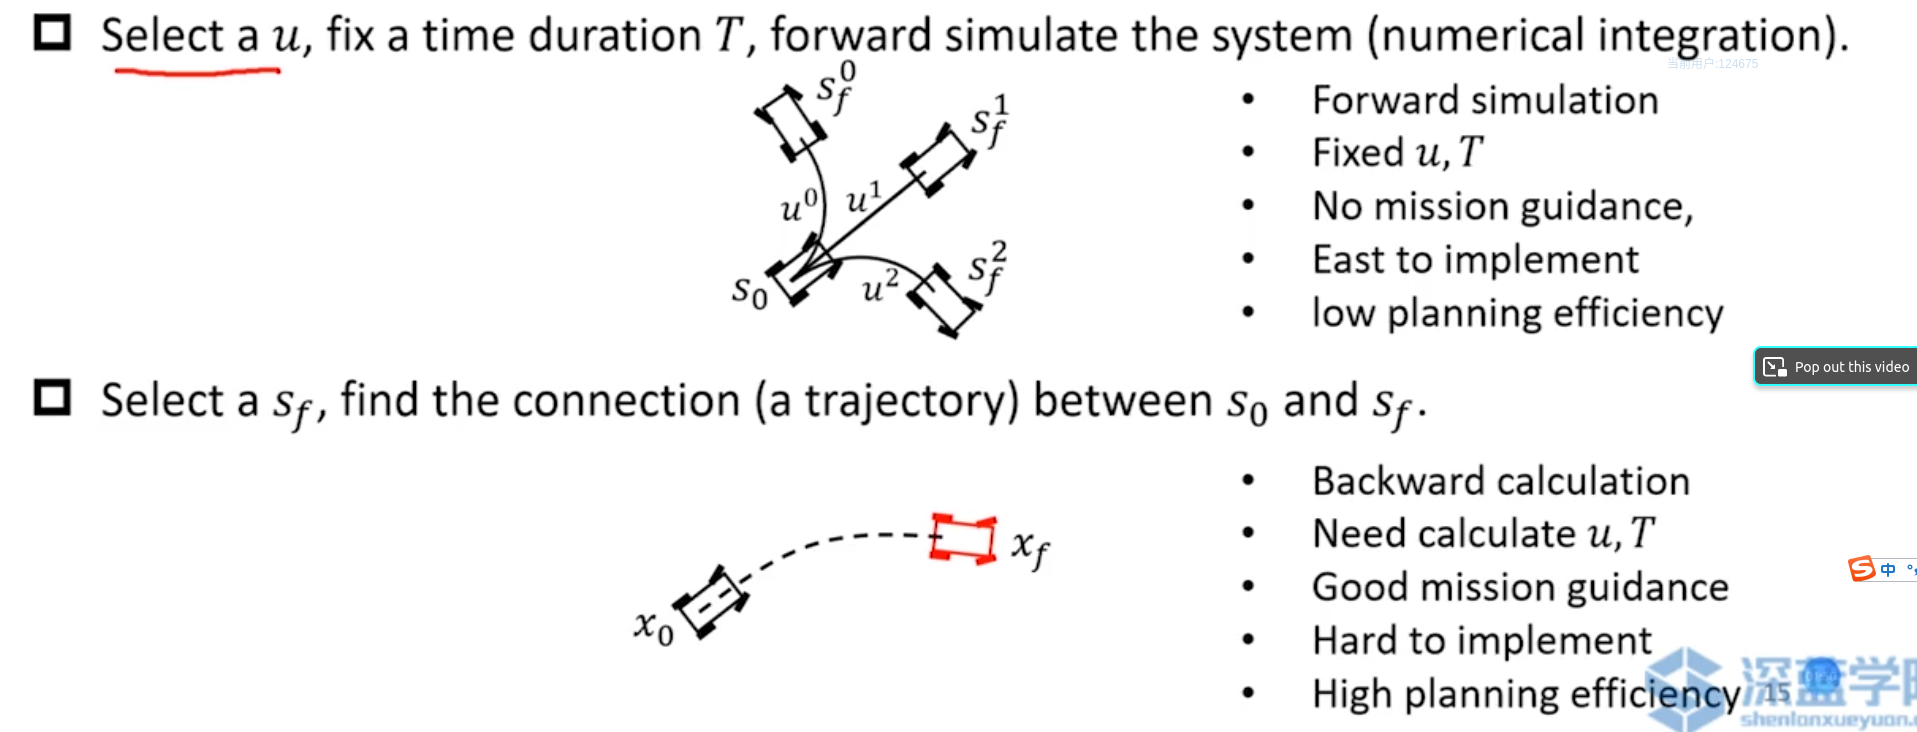 Select a u, fix a time duration T, forward simulate the system (numerical integration).
当前用户:124675
s_f^0
s_f^1
u^0
u^1
s_0
u^2
s_f^2
• Forward simulation
• Fixed u, T
• No mission guidance,
• East to implement
• low planning efficiency
Pop out this video
Select a s_f, find the connection (a trajectory) between s_0 and s_f.
x_0
x_f
• Backward calculation
• Need calculate u, T
• Good mission guidance
• Hard to implement
• High planning efficiency
中
15
深蓝学院
shenlanxueyuan.